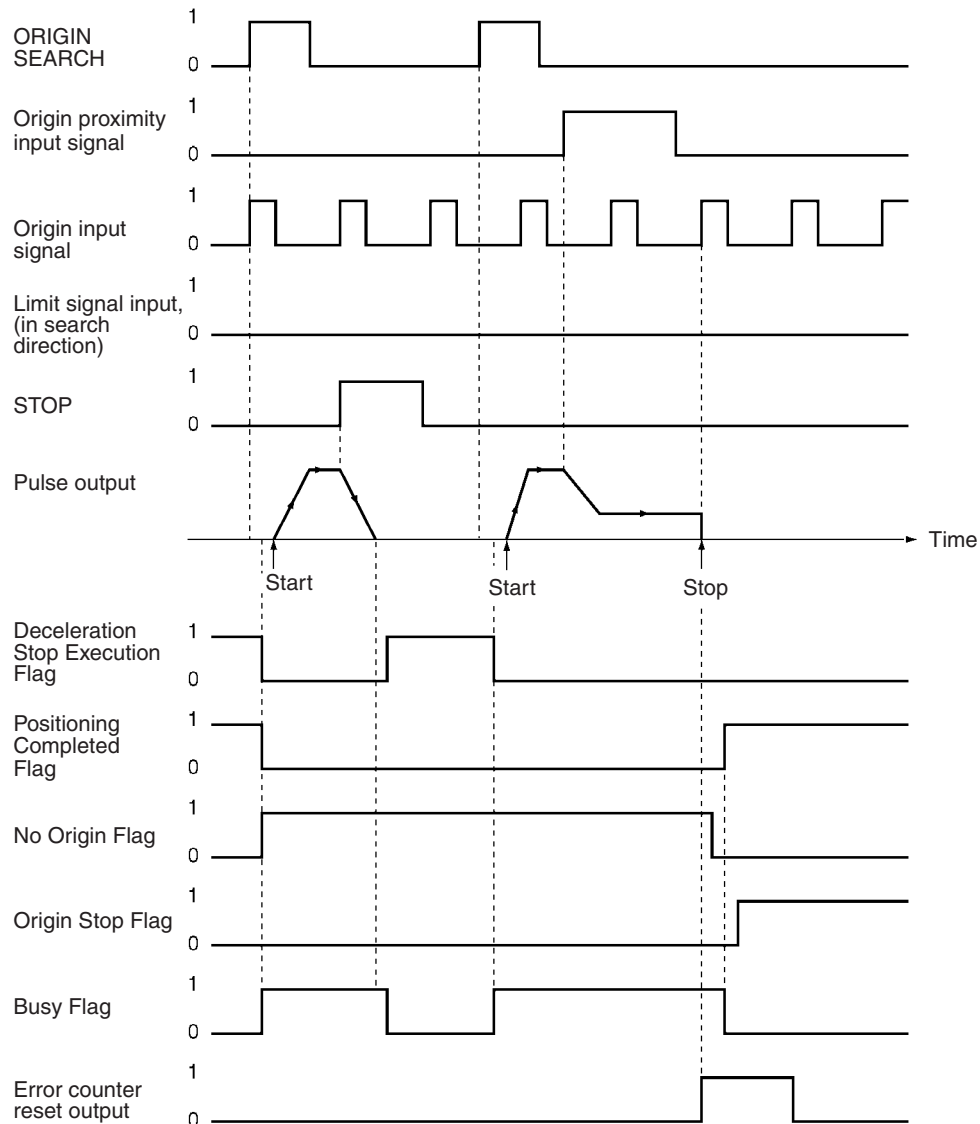 ORIGIN
SEARCH
1
0
Origin proximity
input signal
1
0
Origin input
signal
1
0
Limit signal input,
(in search
direction)
1
0
STOP
1
0
Pulse output
Time
Start
Start
Stop
Deceleration
Stop Execution
Flag
1
0
Positioning
Completed
Flag
1
0
No Origin Flag
1
0
Origin Stop Flag
1
0
Busy Flag
1
0
Error counter
reset output
1
0